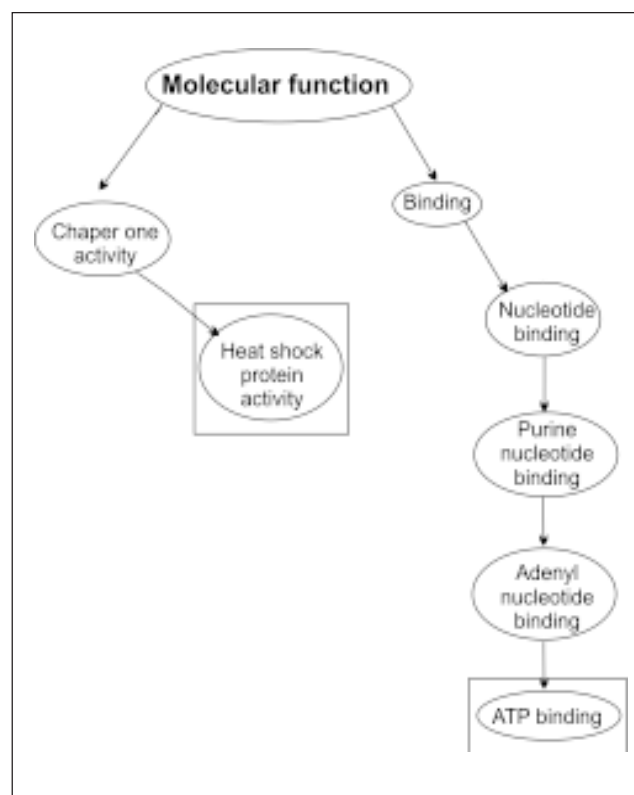 Molecular function
Binding
Chaper one
activity
Nucleotide
binding
Heat shock
protein
activity
Purine
nucleotide
binding
Adenyl
nucleotide
binding
ATP binding